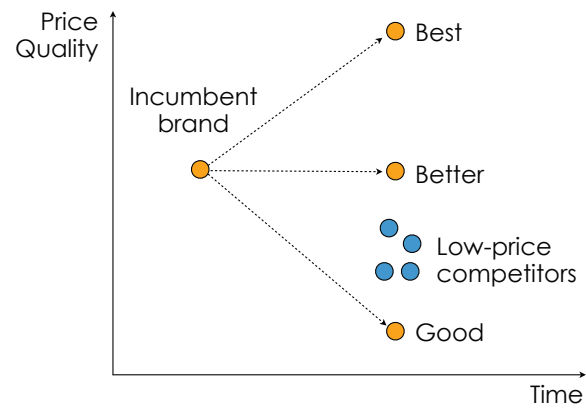 Price
Quality
Best
Incumbent
brand
Better
Low-price
competitors
Good
Time